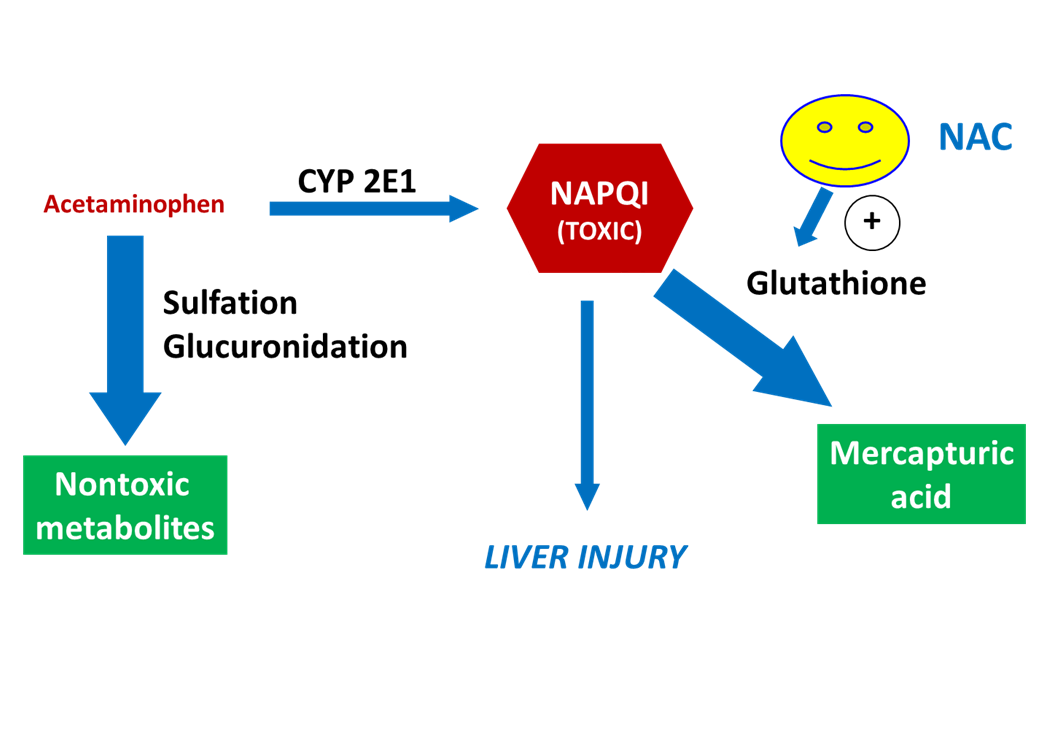 NAC
CYP 2E1
Acetaminophen
NAPQI
(TOXIC)
+
Glutathione
Sulfation
Glucuronidation
Mercapturic
acid
Nontoxic
metabolites
LIVER INJURY